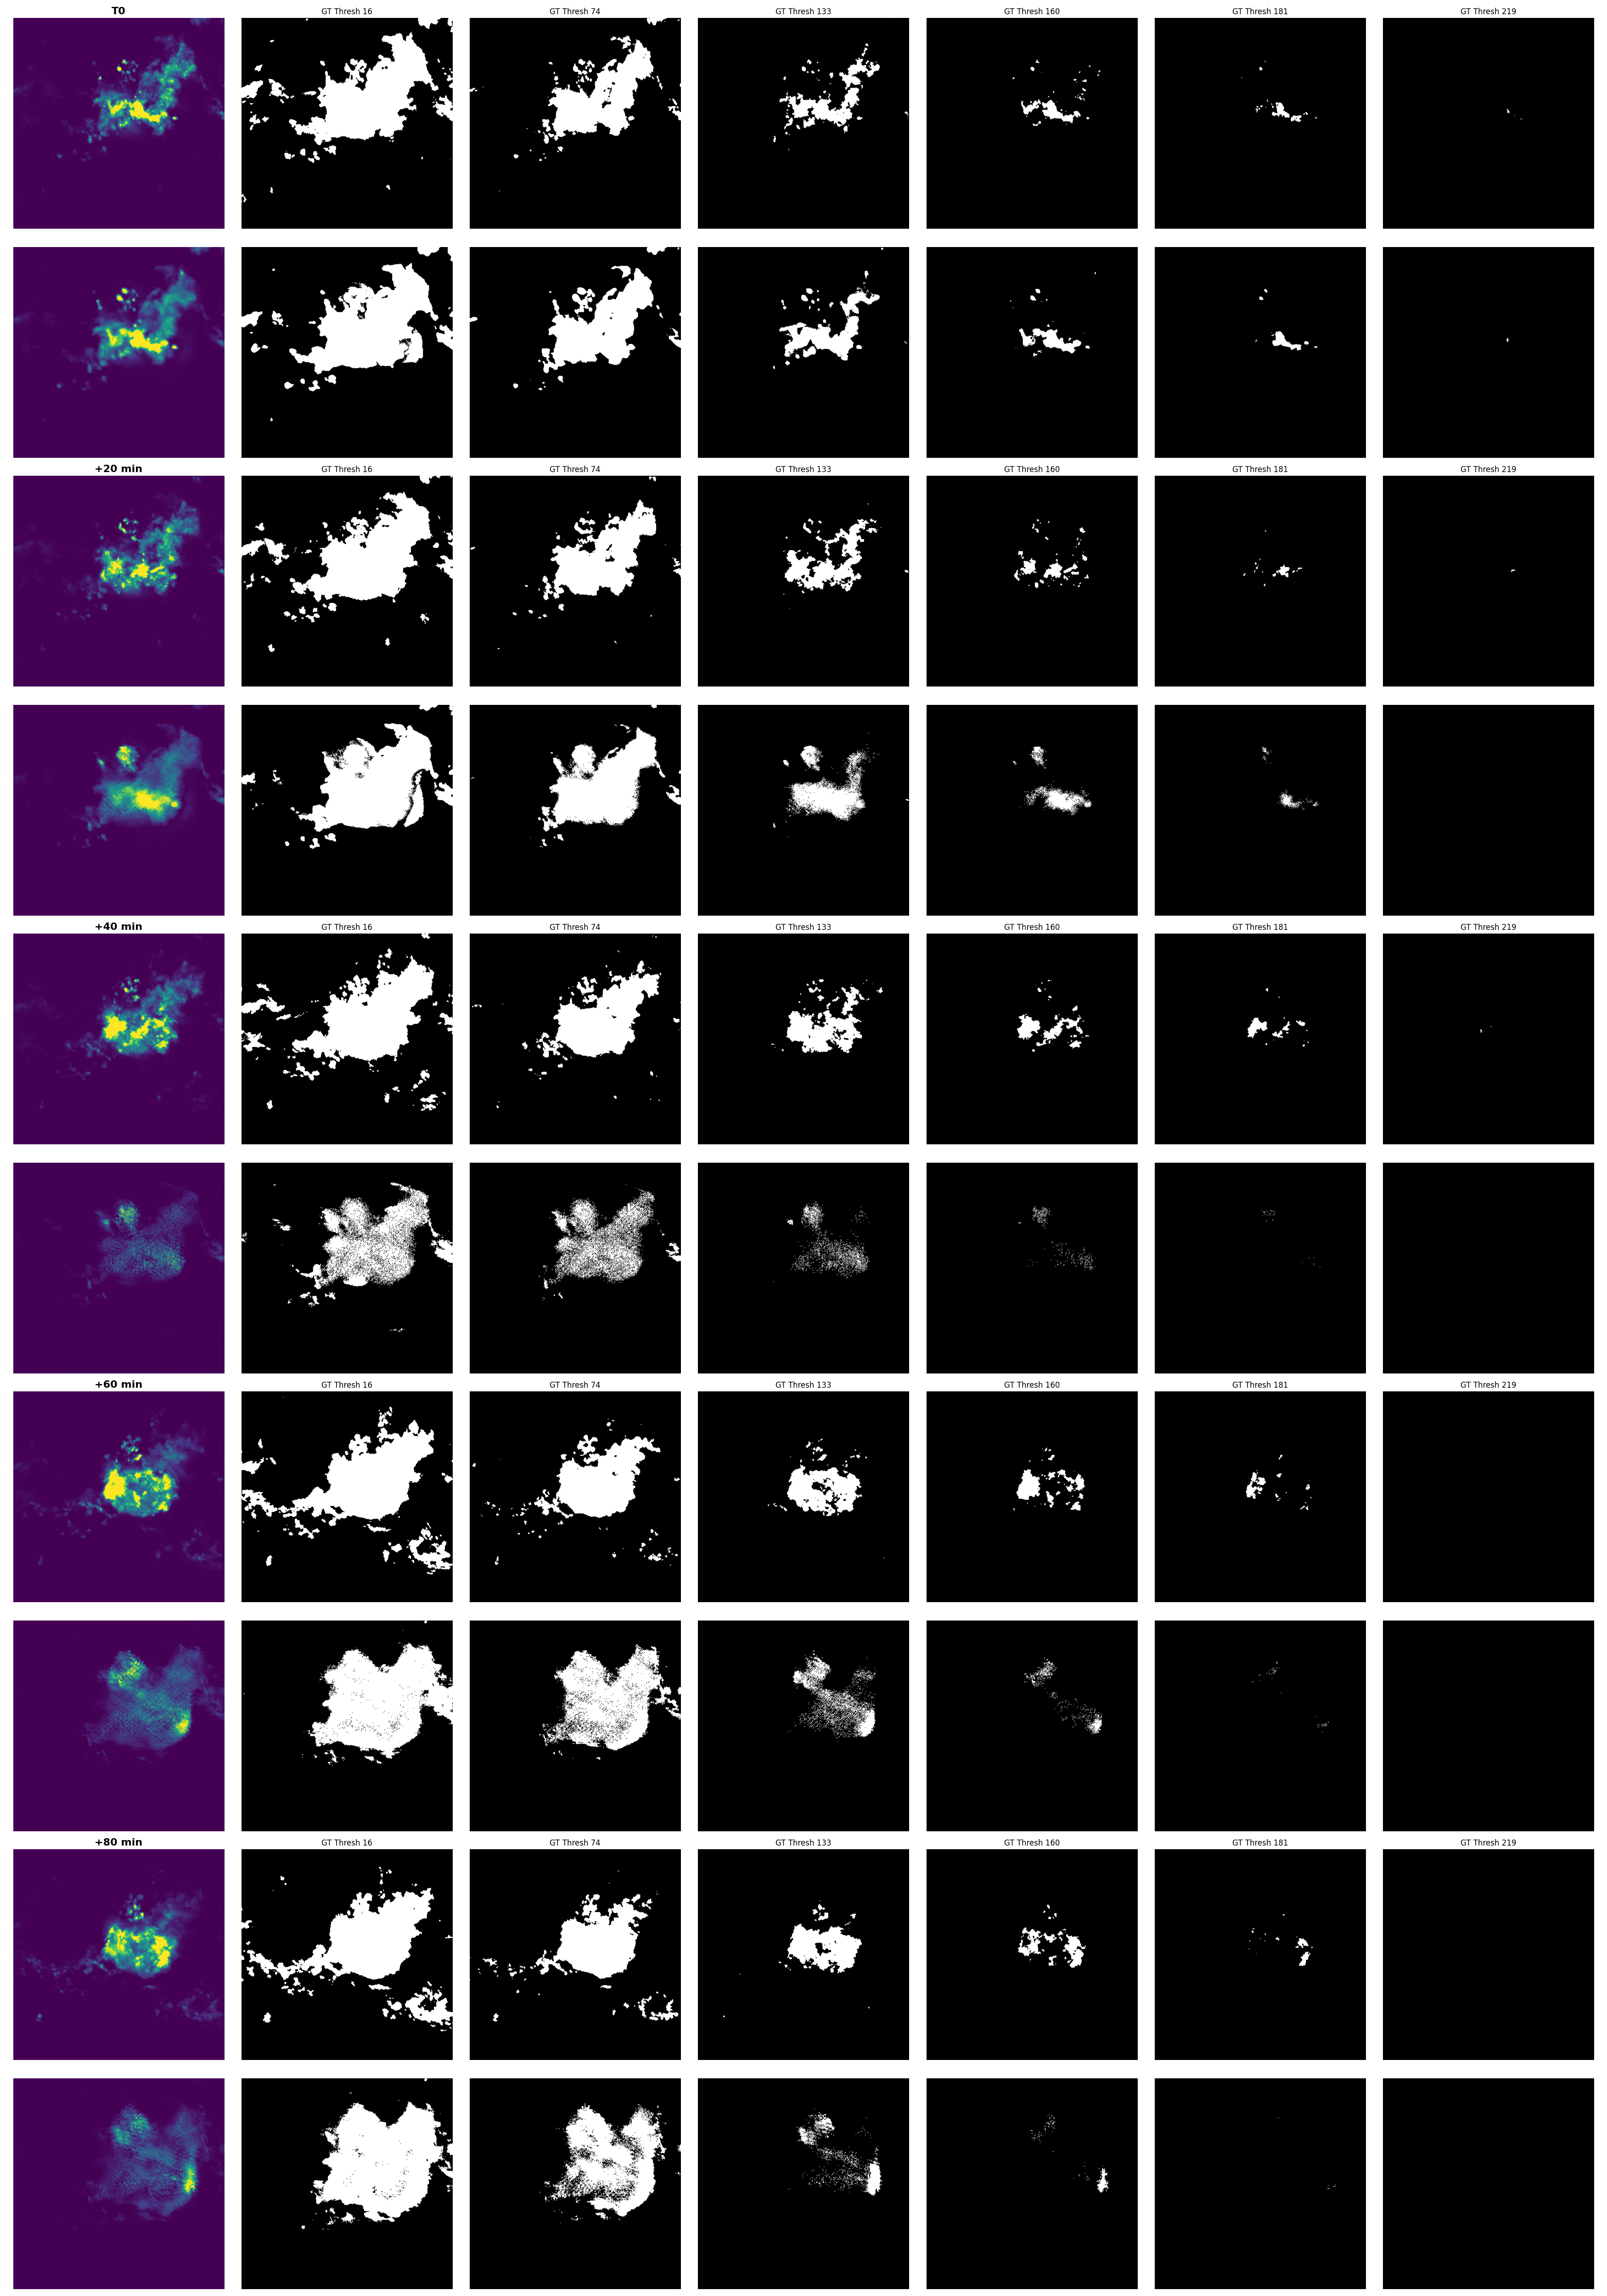 T0 GT Thresh 16 GT Thresh 74 GT Thresh 133 GT Thresh 160 GT Thresh 181 GT Thresh 219
+20 min GT Thresh 16 GT Thresh 74 GT Thresh 133 GT Thresh 160 GT Thresh 181 GT Thresh 219
+40 min GT Thresh 16 GT Thresh 74 GT Thresh 133 GT Thresh 160 GT Thresh 181 GT Thresh 219
+60 min GT Thresh 16 GT Thresh 74 GT Thresh 133 GT Thresh 160 GT Thresh 181 GT Thresh 219
+80 min GT Thresh 16 GT Thresh 74 GT Thresh 133 GT Thresh 160 GT Thresh 181 GT Thresh 219